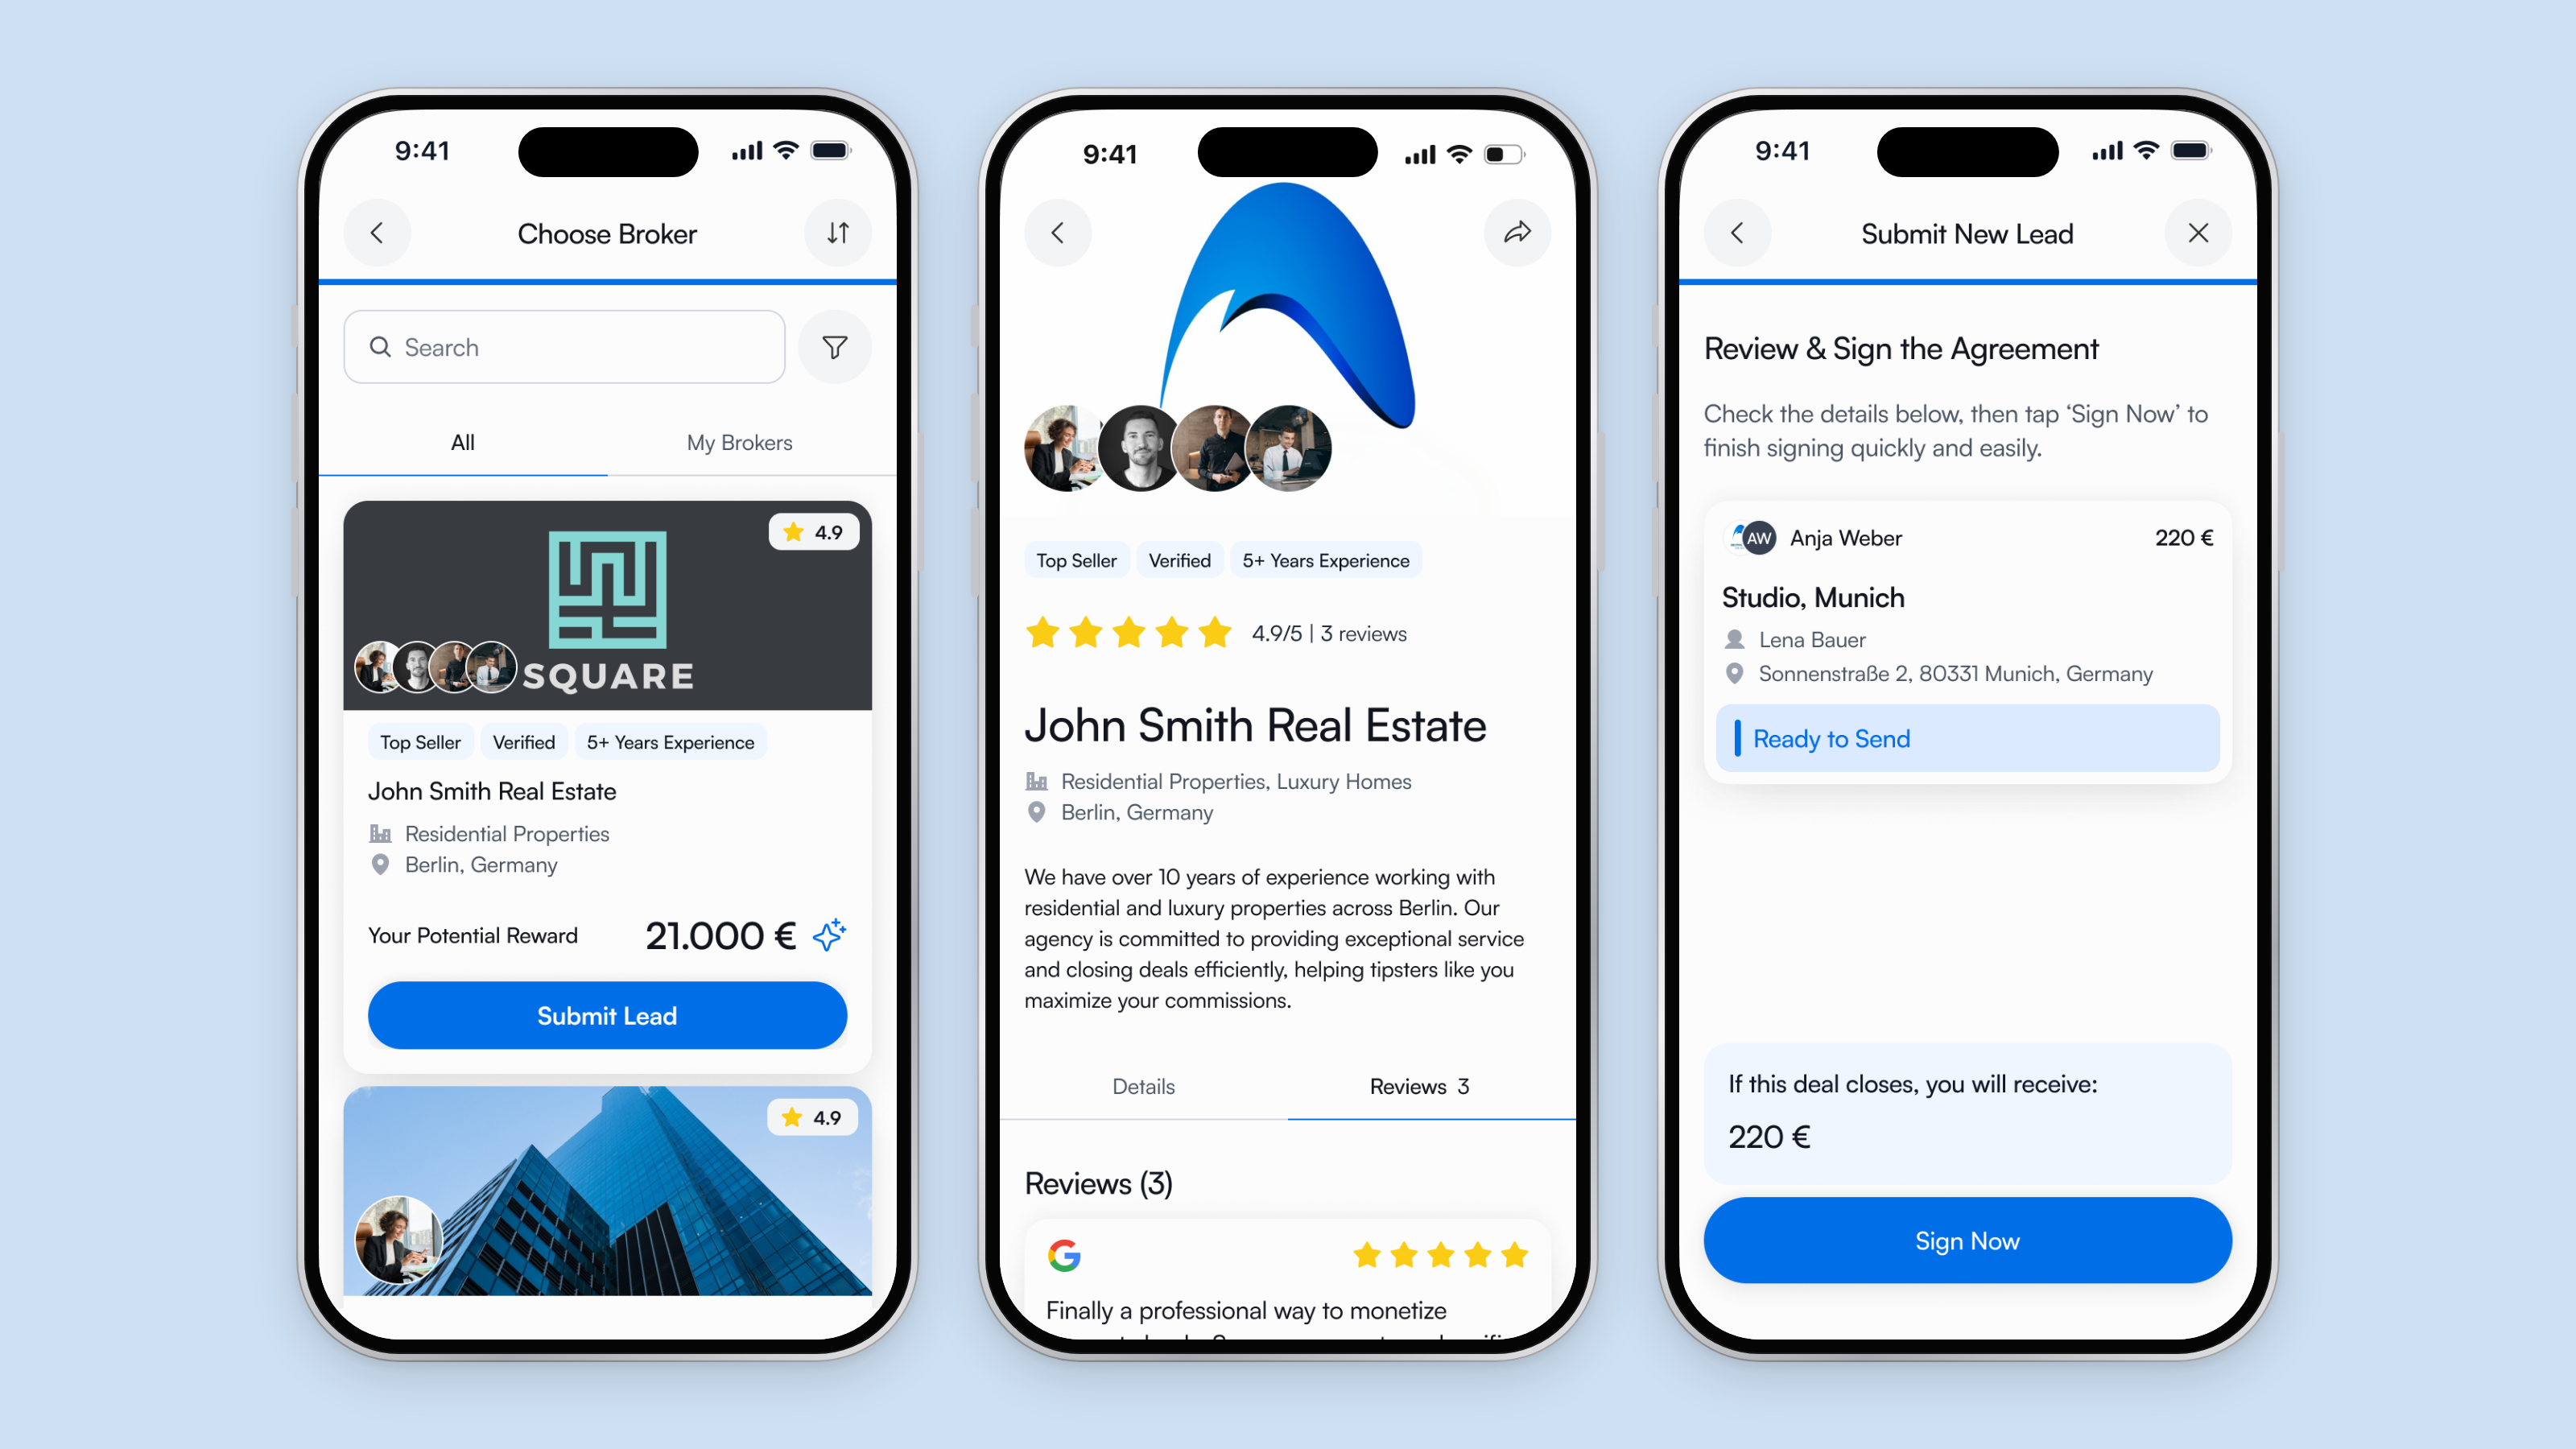 9:41
Choose Broker
Search
All
My Brokers
4.9
SQUARE
Top Seller
Verified
5+ Years Experience
John Smith Real Estate
Residential Properties
Berlin, Germany
Your Potential Reward
21.000 €
Submit Lead
4.9
9:41
Top Seller
Verified
5+ Years Experience
4.9/5 | 3 reviews
John Smith Real Estate
Residential Properties, Luxury Homes
Berlin, Germany
We have over 10 years of experience working with
residential and luxury properties across Berlin. Our
agency is committed to providing exceptional service
and closing deals efficiently, helping tipsters like you
maximize your commissions.
Details
Reviews 3
Reviews (3)
G
Finally a professional way to monetize
9:41
Submit New Lead
Review & Sign the Agreement
Check the details below, then tap ‘Sign Now’ to
finish signing quickly and easily.
AW
Anja Weber
220 €
Studio, Munich
Lena Bauer
Sonnenstraße 2, 80331 Munich, Germany
Ready to Send
If this deal closes, you will receive:
220 €
Sign Now